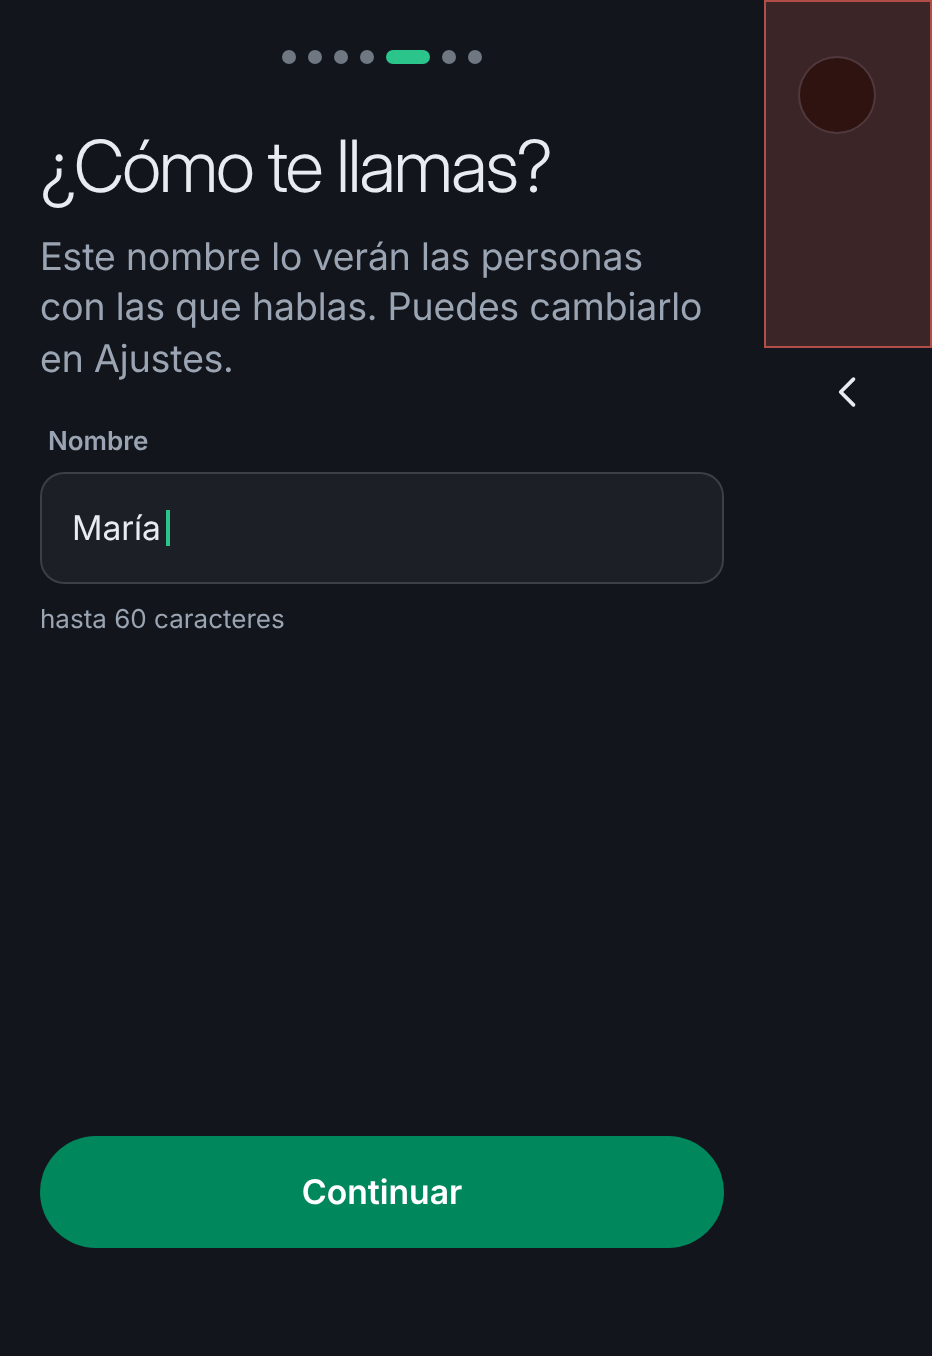 ¿Cómo te llamas?
Este nombre lo verán las personas
con las que hablas. Puedes cambiarlo
en Ajustes.
Nombre
María
hasta 60 caracteres
Continuar